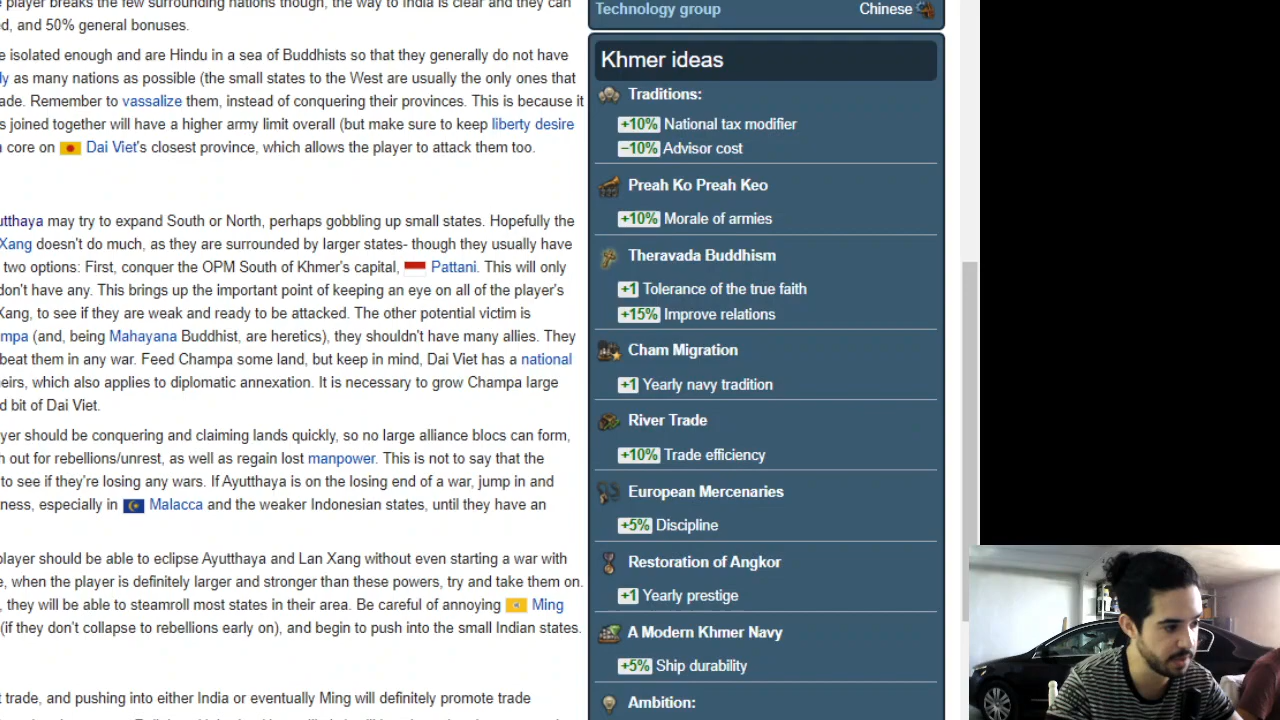 player breaks the few surrounding nations though, the way to India is clear and they can
d, and 50% general bonuses.
e isolated enough and are Hindu in a sea of Buddhists so that they generally do not have
ly as many nations as possible (the small states to the West are usually the only ones that
ade. Remember to vassalize them, instead of conquering their provinces. This is because it
s joined together will have a higher army limit overall (but make sure to keep liberty desire
core on Dai Viet's closest province, which allows the player to attack them too.
utthaya may try to expand South or North, perhaps gobbling up small states. Hopefully the
Xang doesn't do much, as they are surrounded by larger states- though they usually have
two options: First, conquer the OPM South of Khmer's capital, Pattani. This will only
don't have any. This brings up the important point of keeping an eye on all of the player's
Xang, to see if they are weak and ready to be attacked. The other potential victim is
mpa (and, being Mahayana Buddhist, are heretics), they shouldn't have many allies. They
beat them in any war. Feed Champa some land, but keep in mind, Dai Viet has a national
eirs, which also applies to diplomatic annexation. It is necessary to grow Champa large
d bit of Dai Viet.
yer should be conquering and claiming lands quickly, so no large alliance blocs can form,
h out for rebellions/unrest, as well as regain lost manpower. This is not to say that the
to see if they're losing any wars. If Ayutthaya is on the losing end of a war, jump in and
ness, especially in Malacca and the weaker Indonesian states, until they have an
player should be able to eclipse Ayutthaya and Lan Xang without even starting a war with
e, when the player is definitely larger and stronger than these powers, try and take them on.
, they will be able to steamroll most states in their area. Be careful of annoying Ming
(if they don't collapse to rebellions early on), and begin to push into the small Indian states.
t trade, and pushing into either India or eventually Ming will definitely promote trade
Technology group Chinese
Khmer ideas
Traditions:
+10% National tax modifier
−10% Advisor cost
Preah Ko Preah Keo
+10% Morale of armies
Theravada Buddhism
+1 Tolerance of the true faith
+15% Improve relations
Cham Migration
+1 Yearly navy tradition
River Trade
+10% Trade efficiency
European Mercenaries
+5% Discipline
Restoration of Angkor
+1 Yearly prestige
A Modern Khmer Navy
+5% Ship durability
Ambition: